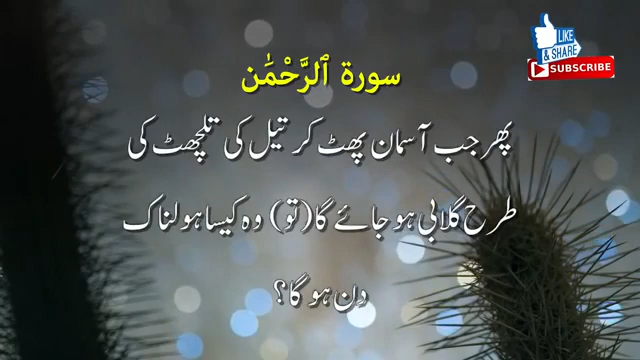 LIKE
& SHARE
SUBSCRIBE
سورة ٱلرَّحْمَٰن
پھر جب آسمان پھٹ کر تیل کی تلچھٹ کی
طرح گلابی ہو جائے گا (تو) وہ کیسا ہولناک
دن ہو گا؟